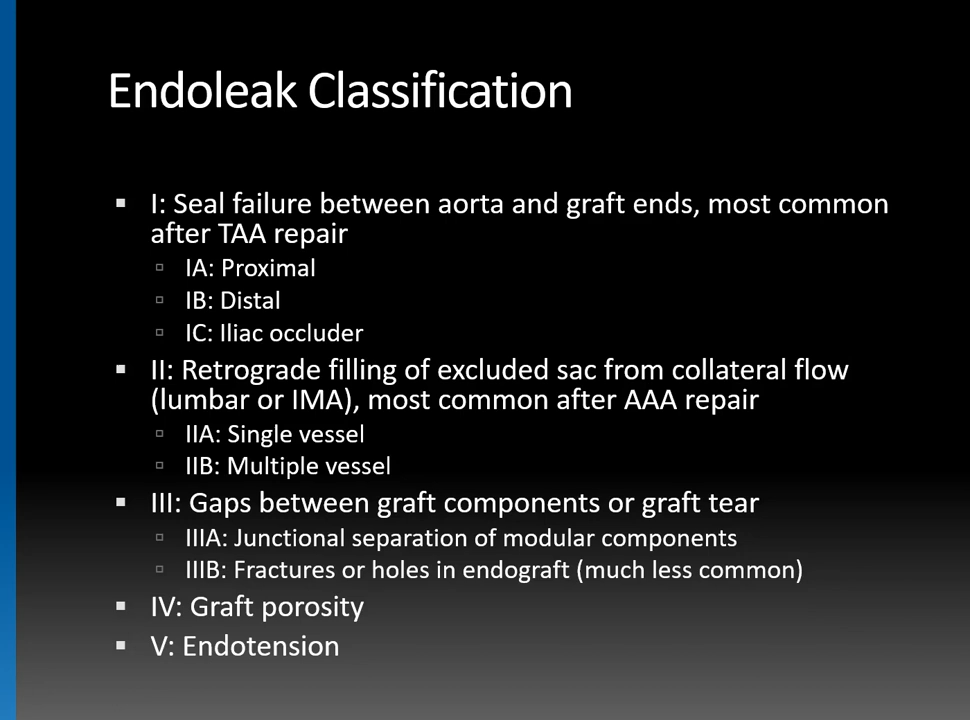 Endoleak Classification
I: Seal failure between aorta and graft ends, most common
after TAA repair
IA: Proximal
IB: Distal
IC: Iliac occluder
II: Retrograde filling of excluded sac from collateral flow
(lumbar or IMA), most common after AAA repair
IIA: Single vessel
IIB: Multiple vessel
III: Gaps between graft components or graft tear
IIIA: Junctional separation of modular components
IIIB: Fractures or holes in endograft (much less common)
IV: Graft porosity
V: Endotension